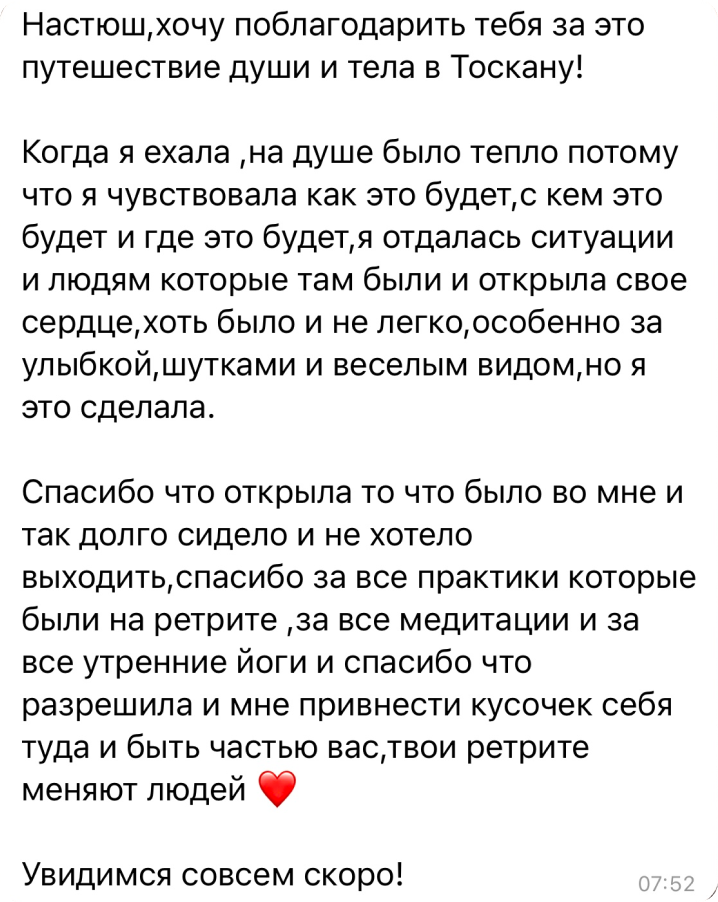 Настюш,хочу поблагодарить тебя за это
путешествие души и тела в Тоскану!
Когда я ехала ,на душе было тепло потому
что я чувствовала как это будет,с кем это
будет и где это будет,я отдалась ситуации
и людям которые там были и открыла свое
сердце,хоть было и не легко,особенно за
улыбкой,шутками и веселым видом,но я
это сделала.
Спасибо что открыла то что было во мне и
так долго сидело и не хотело
выходить,спасибо за все практики которые
были на ретрите ,за все медитации и за
все утренние йоги и спасибо что
разрешила и мне привнести кусочек себя
туда и быть частью вас,твои ретрите
меняют людей ❤️
Увидимся совсем скоро!
07:52